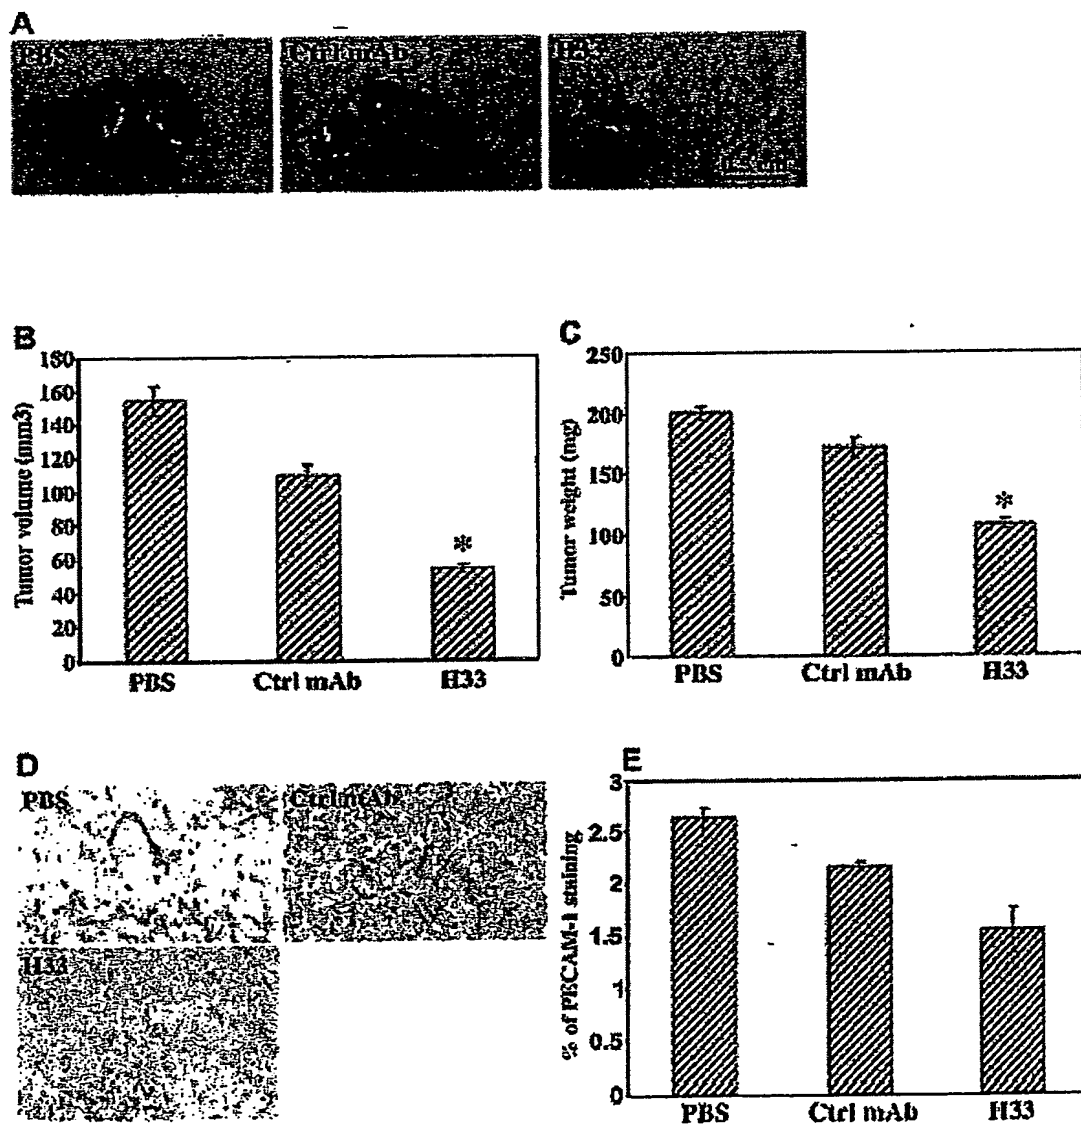 A
PBS
Ctrl mAb
H33
B
Tumor volume (mm3)
180
160
140
120
100
80
60
40
20
0
PBS
Ctrl mAb
H33
*
C
Tumor weight (mg)
250
200
150
100
50
0
PBS
Ctrl mAb
H33
*
D
PBS
Ctrl mAb
H33
E
% of PECAM-1 staining
3
2.5
2
1.5
1
0.5
0
PBS
Ctrl mAb
H33